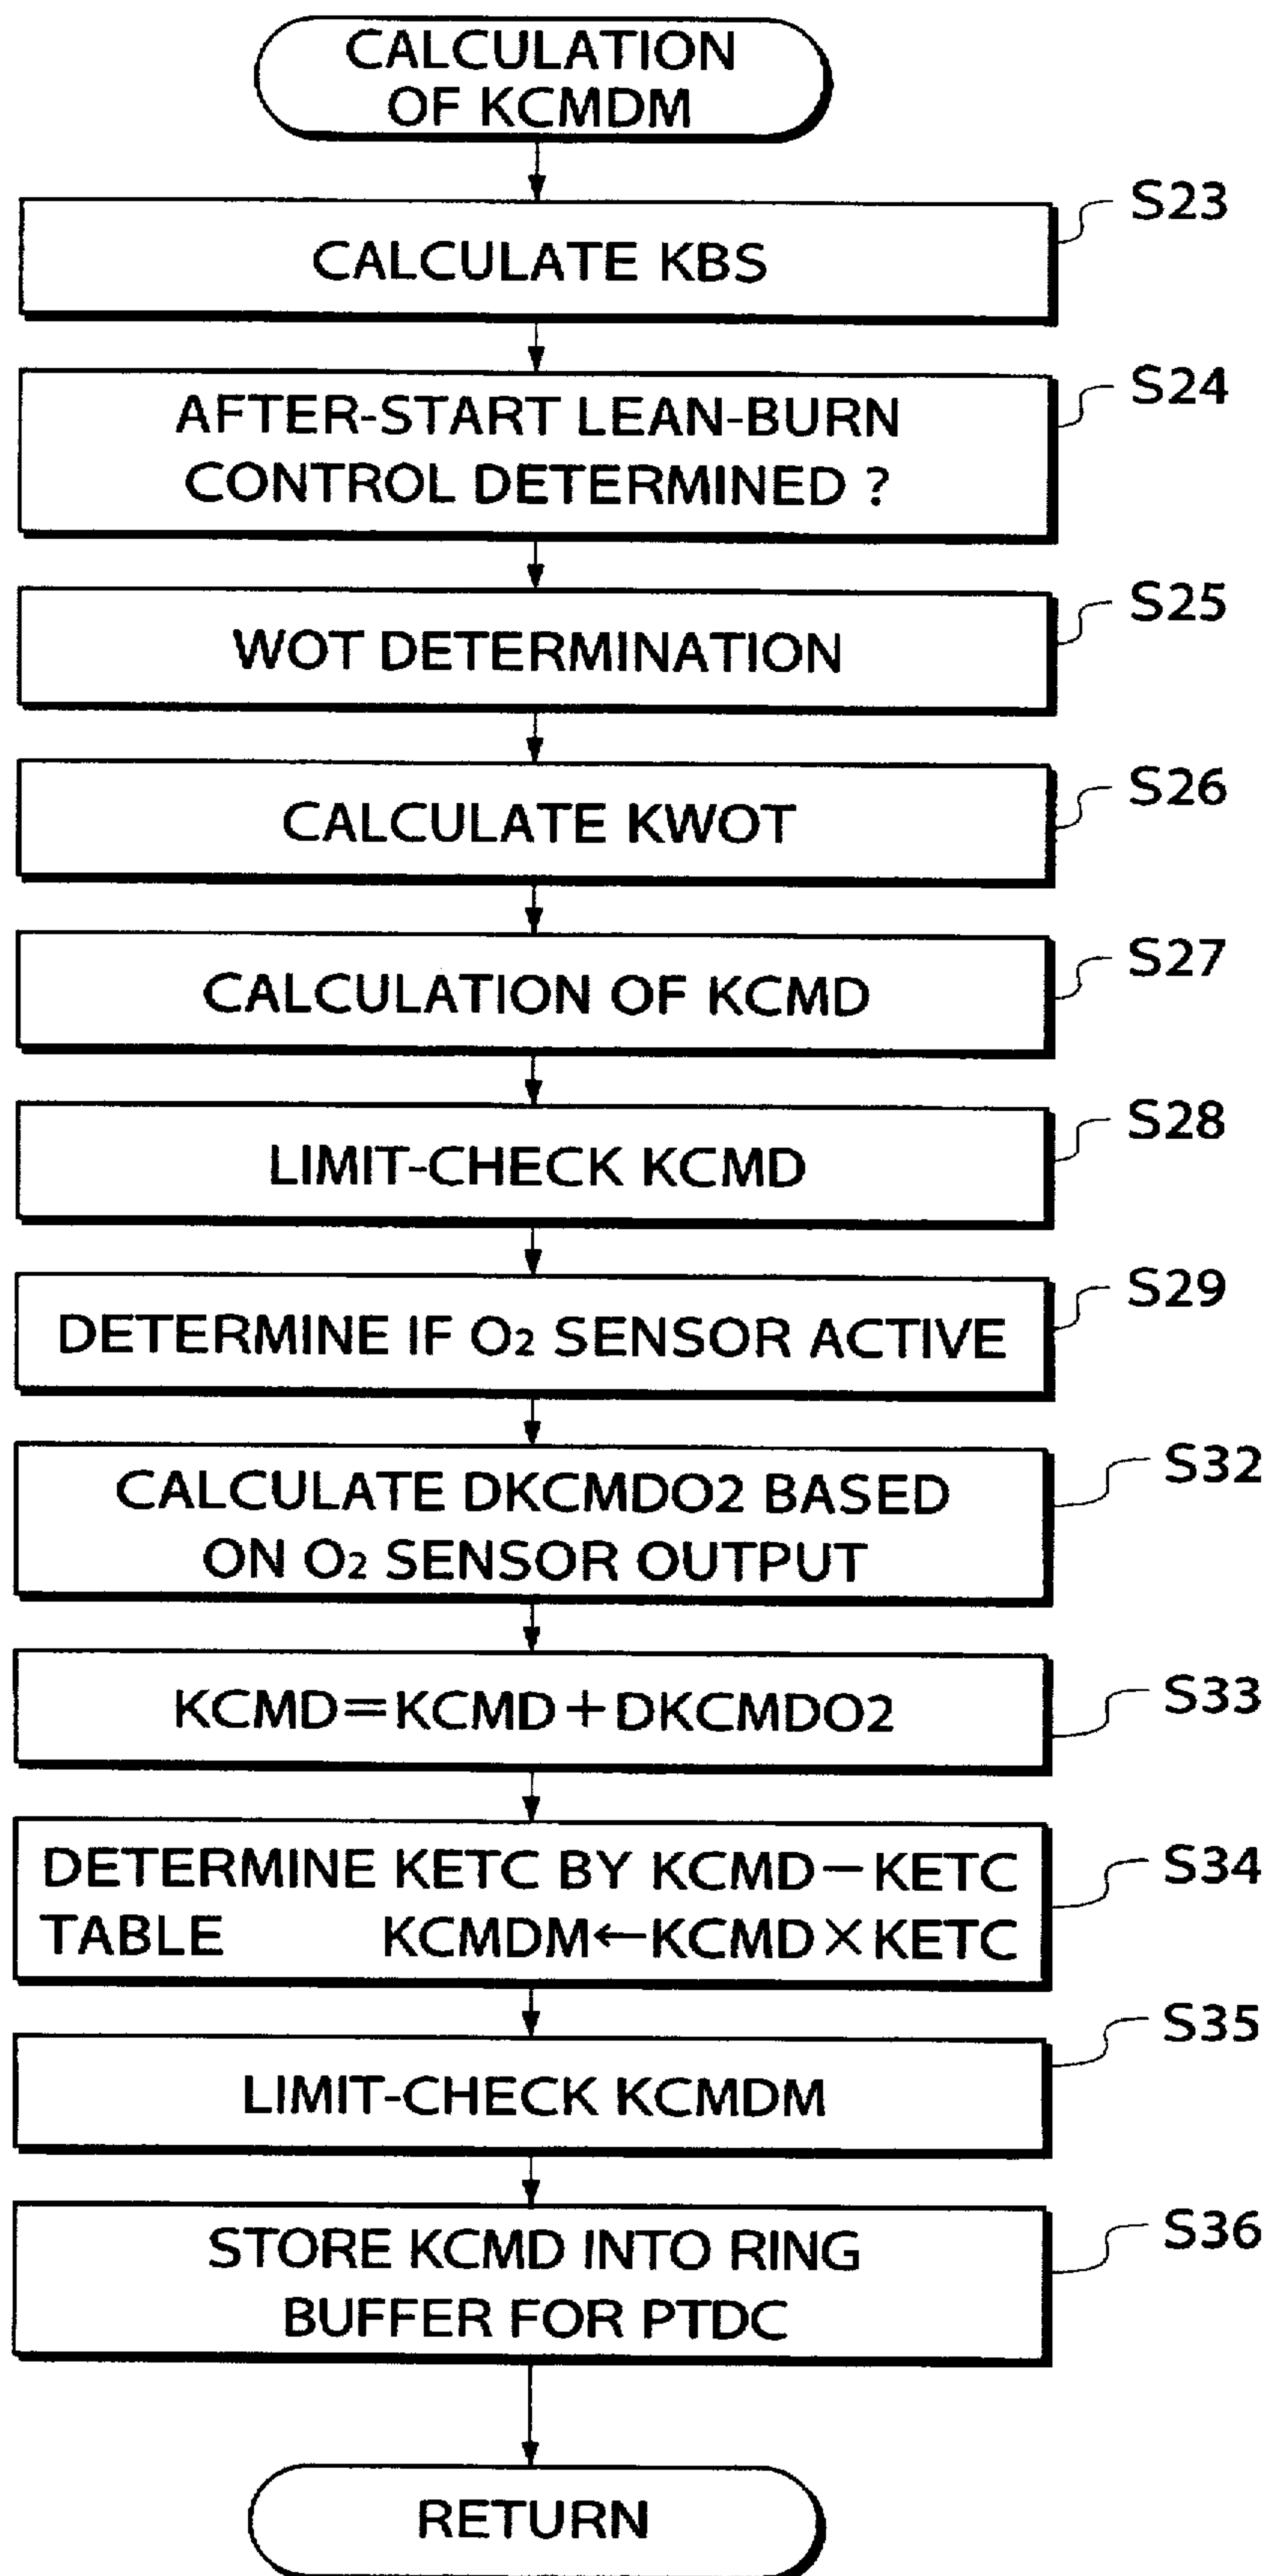 CALCULATION
OF KCMDM
S23
CALCULATE KBS
S24
AFTER-START LEAN-BURN
CONTROL DETERMINED ?
S25
WOT DETERMINATION
S26
CALCULATE KWOT
S27
CALCULATION OF KCMD
S28
LIMIT-CHECK KCMD
S29
DETERMINE IF O₂ SENSOR ACTIVE
S32
CALCULATE DKCMDO2 BASED
ON O₂ SENSOR OUTPUT
S33
KCMD=KCMD+DKCMDO2
S34
DETERMINE KETC BY KCMD−KETC
TABLE KCMDM←KCMD×KETC
S35
LIMIT-CHECK KCMDM
S36
STORE KCMD INTO RING
BUFFER FOR PTDC
RETURN